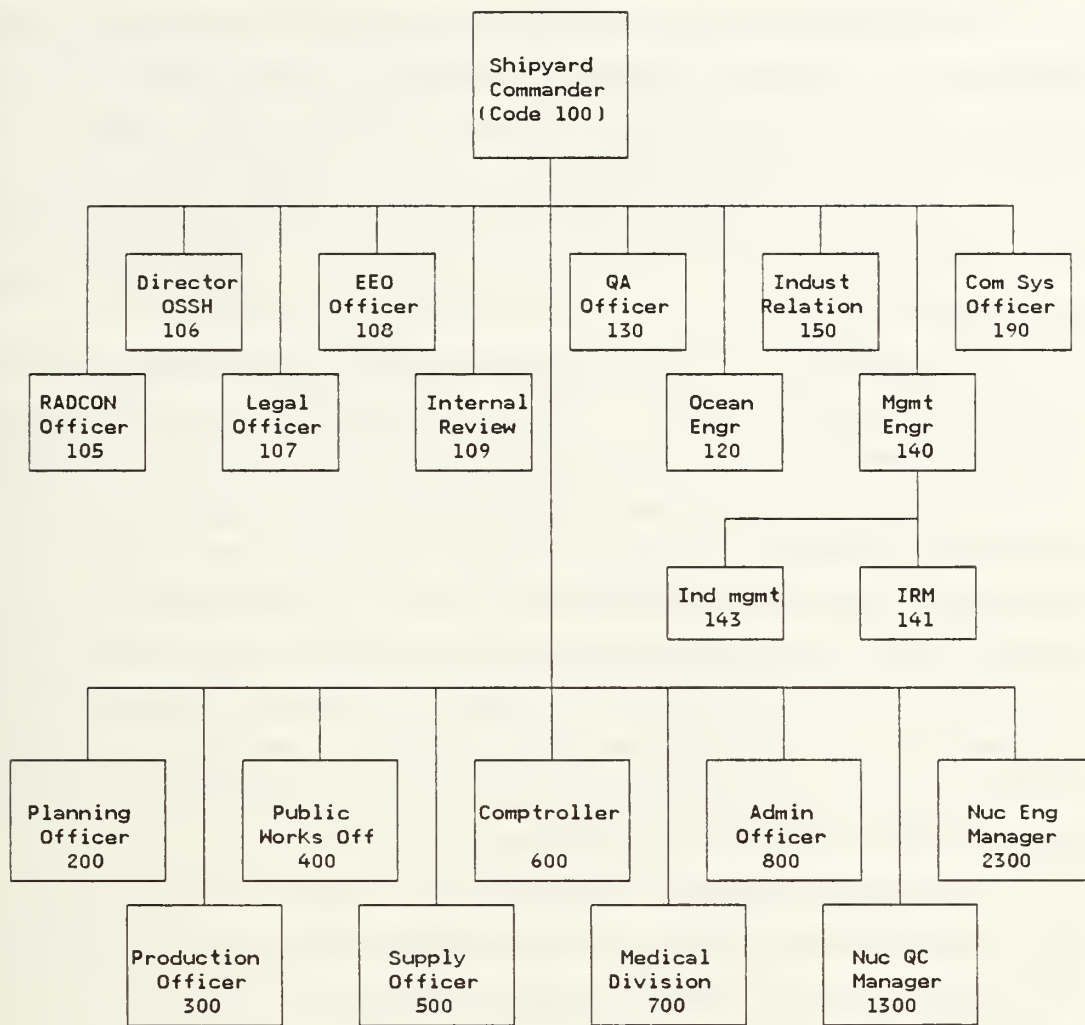 Shipyard
Commander
(Code 100)
Director
OSSH
106
EEO
Officer
108
QA
Officer
130
Indust
Relation
150
Com Sys
Officer
190
RADCON
Officer
105
Legal
Officer
107
Internal
Review
109
Ocean
Engr
120
Mgmt
Engr
140
Ind mgmt
143
IRM
141
Planning
Officer
200
Public
Works Off
400
Comptroller
600
Admin
Officer
800
Nuc Eng
Manager
2300
Production
Officer
300
Supply
Officer
500
Medical
Division
700
Nuc QC
Manager
1300